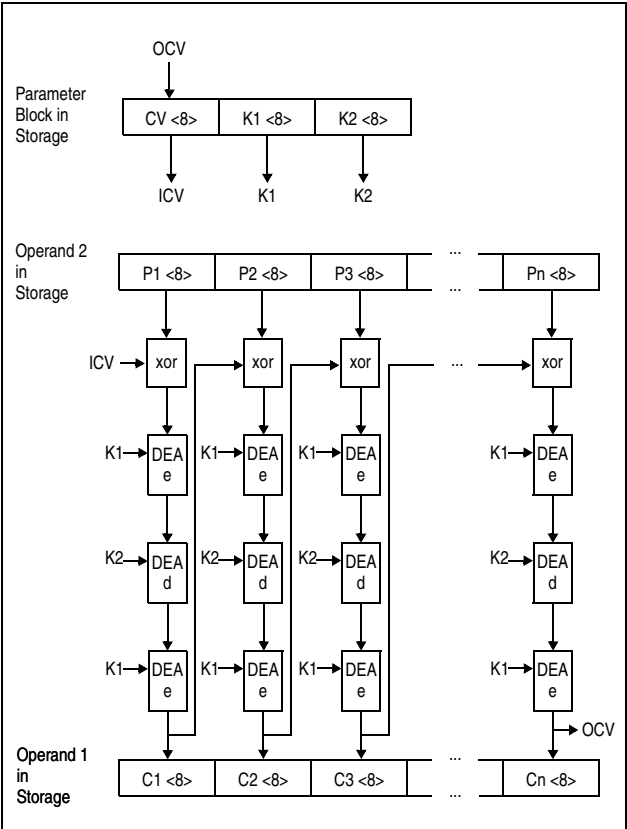 OCV
Parameter
Block in
Storage
CV <8> K1 <8> K2 <8>
ICV K1 K2
Operand 2
in
Storage
...
P1 <8> P2 <8> P3 <8> Pn <8>
...
ICV xor xor xor ... xor
K1 DEA e K1 DEA e K1 DEA e K1 DEA e
K2 DEA d K2 DEA d K2 DEA d K2 DEA d
K1 DEA e K1 DEA e K1 DEA e K1 DEA e
OCV
Operand 1
in
Storage
...
C1 <8> C2 <8> C3 <8> Cn <8>
...